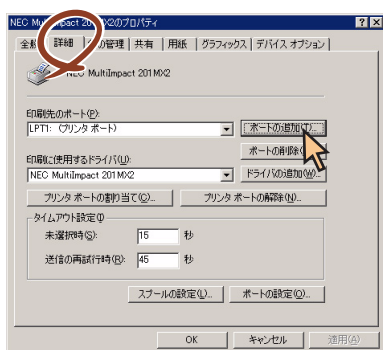 NEC Mu pact 20 MX2のプロパティ
全 詳細 の管理 共有 用紙 グラフィックス デバイス オプション
NEC MultiImpact 201MX2
印刷先のポート(P):
LPT1: (プリンタ ポート)
ポートの追加(T)...
ポートの削除
印刷に使用するドライバ(U):
NEC MultiImpact 201MX2
ドライバの追加(W)...
プリンタ ポートの割り当て(C)...
プリンタ ポートの解除(N)...
タイムアウト設定
未選択時(S): 15 秒
送信の再試行時(R): 45 秒
スプールの設定(L)...
ポートの設定(O)...
OK
キャンセル
適用(A)